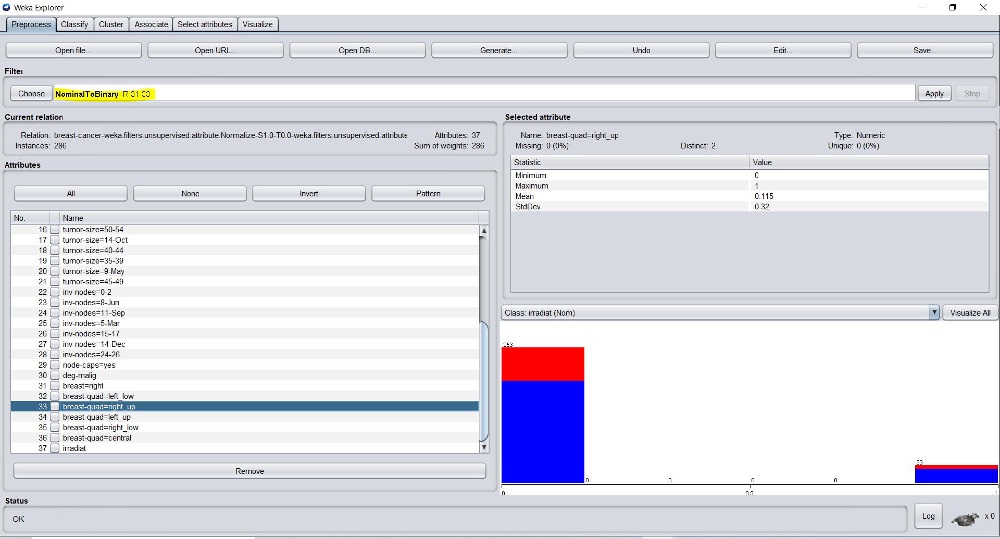 Weka Explorer
Preprocess Classify Cluster Associate Select attributes Visualize
Open file... Open URL... Open DB... Generate... Undo Edit... Save...
Filter
Choose NominalToBinary -R 31-33 Apply Stop
Current relation
Relation: breast-cancer-weka.filters.unsupervised.attribute.Normalize-S1.0-T0.0-weka.filters.unsupervised.attribute Attributes: 37
Instances: 286 Sum of weights: 286
Attributes
All None Invert Pattern
No. Name
16 tumor-size=50-54
17 tumor-size=14-Oct
18 tumor-size=40-44
19 tumor-size=35-39
20 tumor-size=9-May
21 tumor-size=45-49
22 inv-nodes=0-2
23 inv-nodes=8-Jun
24 inv-nodes=11-Sep
25 inv-nodes=5-Mar
26 inv-nodes=15-17
27 inv-nodes=14-Dec
28 inv-nodes=24-26
29 node-caps=yes
30 deg-malig
31 breast=right
32 breast-quad=left_low
33 breast-quad=right_up
34 breast-quad=left_up
35 breast-quad=right_low
36 breast-quad=central
37 irradiat
Remove
Selected attribute
Name: breast-quad=right_up Type: Numeric
Missing: 0 (0%) Distinct: 2 Unique: 0 (0%)
Statistic Value
Minimum 0
Maximum 1
Mean 0.115
StdDev 0.32
Class: irradiat (Nom) Visualize All
253
33
0 0 0 0
0 0.5 1
Status
OK
Log x 0